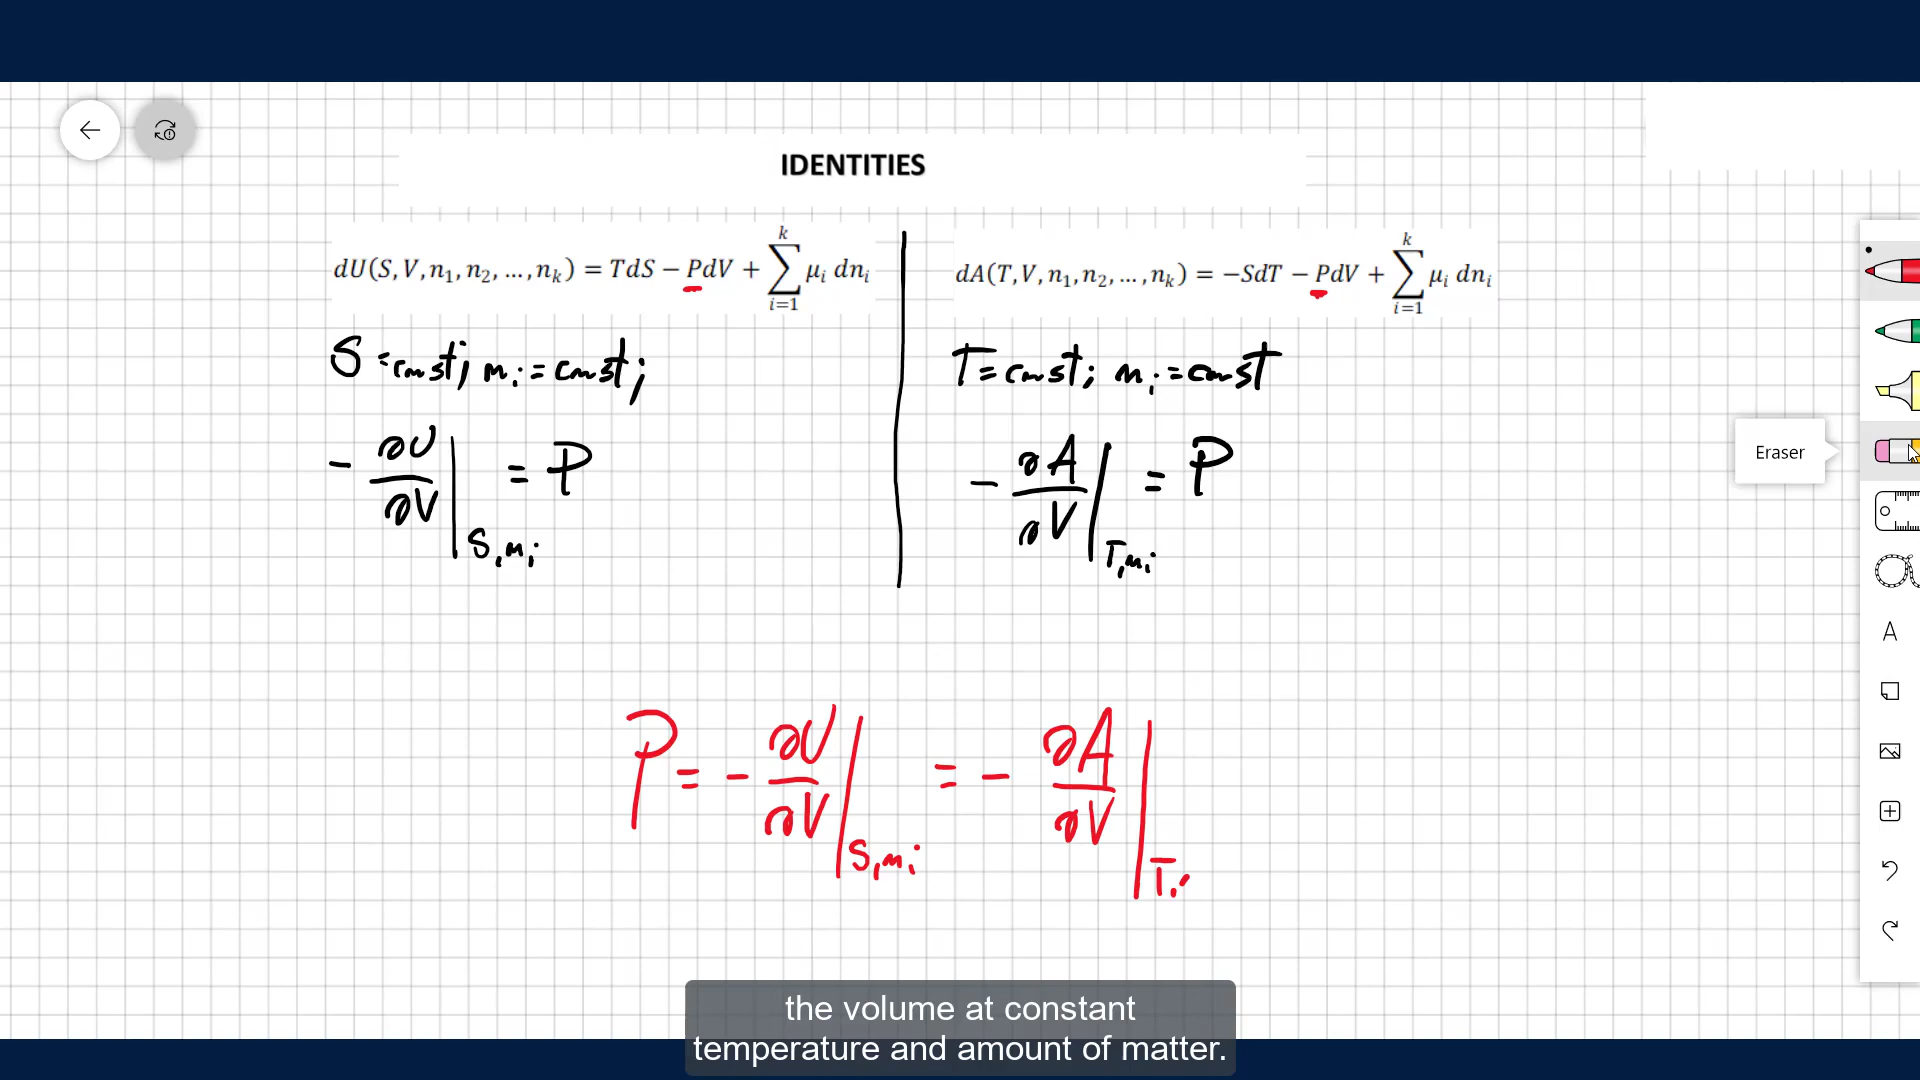 IDENTITIES
dU(S, V, n₁, n₂, ..., nₖ) = TdS − PdV + ∑ᵢ₌₁ᵏ μᵢ dnᵢ
S = const; nᵢ = const;
− ∂U/∂V |S,nᵢ = P
dA(T, V, n₁, n₂, ..., nₖ) = −SdT − PdV + ∑ᵢ₌₁ᵏ μᵢ dnᵢ
T = const; nᵢ = const
− ∂A/∂V |T,nᵢ = P
Eraser
A
P = − ∂U/∂V |S,nᵢ = − ∂A/∂V |T,
the volume at constant
temperature and amount of matter.